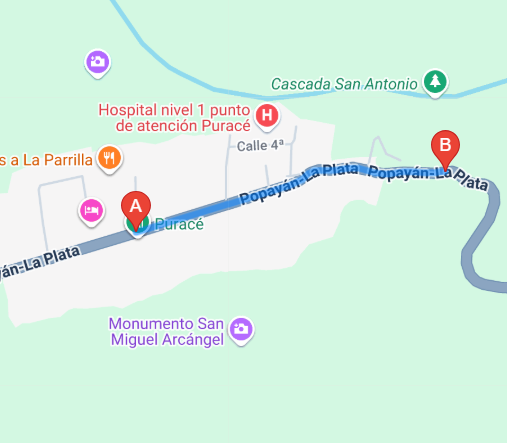 Cascada San Antonio
Hospital nivel 1 punto
de atención Puracé
H
Calle 4ª
s a La Parrilla
B
Popayán-La Plata
Popayán-La Plata
A
Puracé
yán-La Plata
Monumento San
Miguel Arcángel